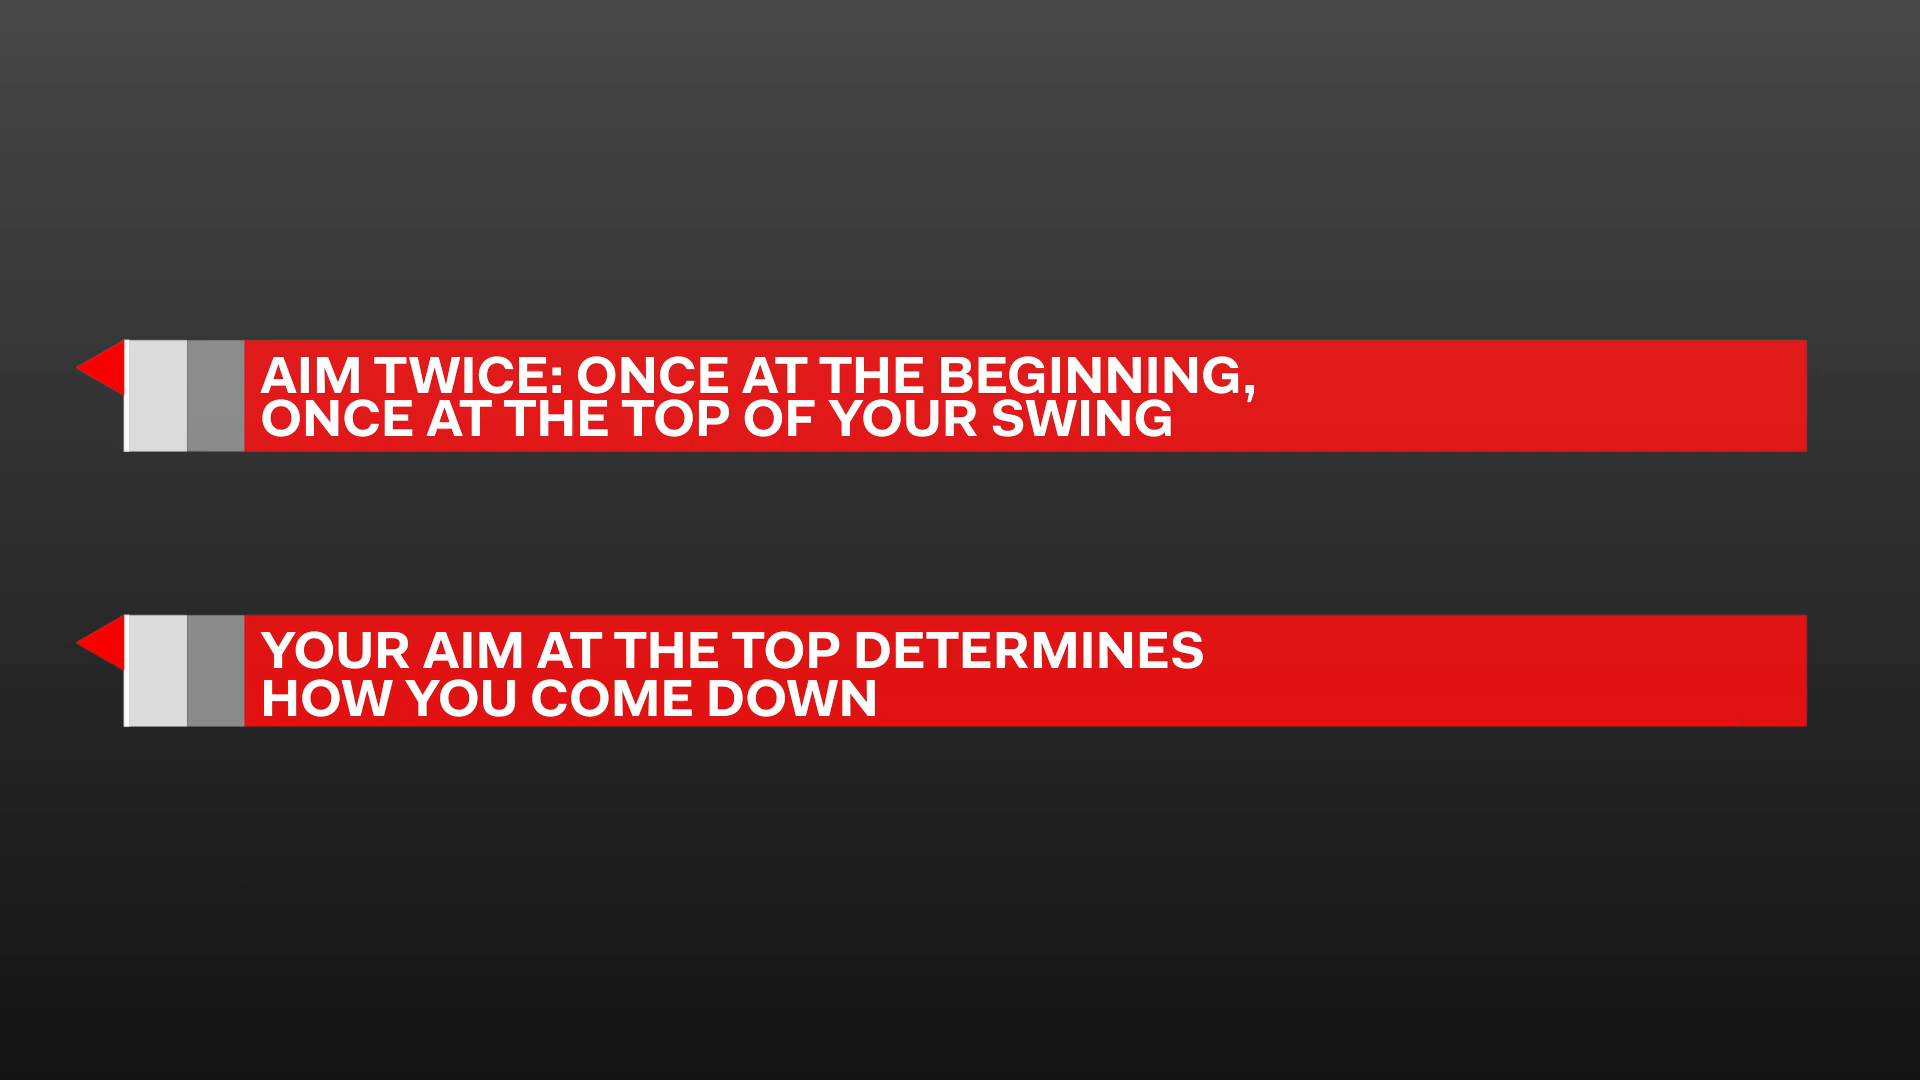 AIM TWICE: ONCE AT THE BEGINNING,
ONCE AT THE TOP OF YOUR SWING
YOUR AIM AT THE TOP DETERMINES
HOW YOU COME DOWN